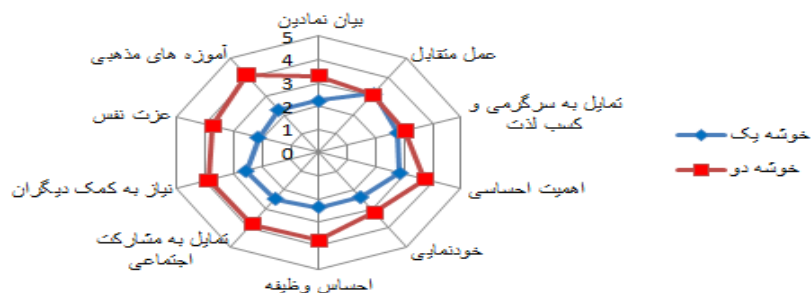 بیان نمادین
عمل متقابل
تمایل به سرگرمی و
کسب لذت
اهمیت احساسی
خودنمایی
احساس وظیفه
تمایل به مشارکت
اجتماعی
نیاز به کمک دیگران
عزت نفس
آموزه های مذهبی
5
4
3
2
1
0
خوشه یک
خوشه دو